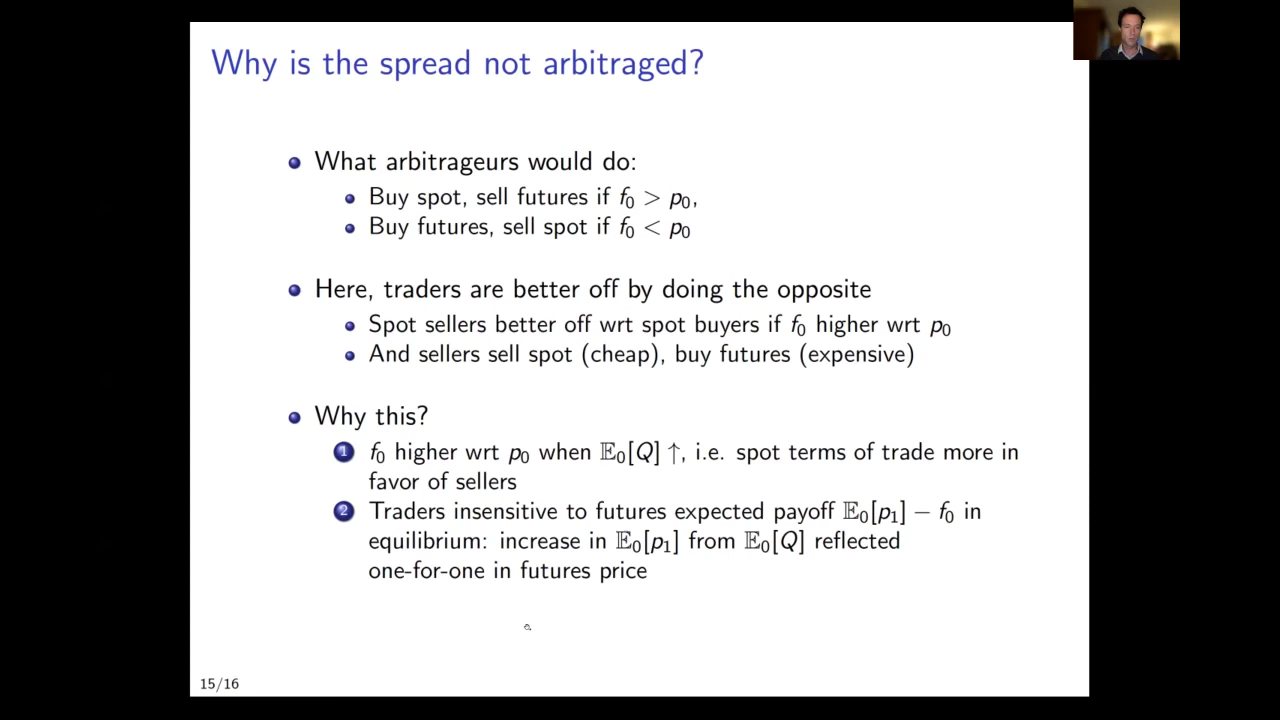 Why is the spread not arbitraged?
What arbitrageurs would do:
Buy spot, sell futures if f₀ > p₀,
Buy futures, sell spot if f₀ < p₀
Here, traders are better off by doing the opposite
Spot sellers better off wrt spot buyers if f₀ higher wrt p₀
And sellers sell spot (cheap), buy futures (expensive)
Why this?
1 f₀ higher wrt p₀ when 𝔼₀[Q] ↑, i.e. spot terms of trade more in
favor of sellers
2 Traders insensitive to futures expected payoff 𝔼₀[p₁] − f₀ in
equilibrium: increase in 𝔼₀[p₁] from 𝔼₀[Q] reflected
one-for-one in futures price
15/16